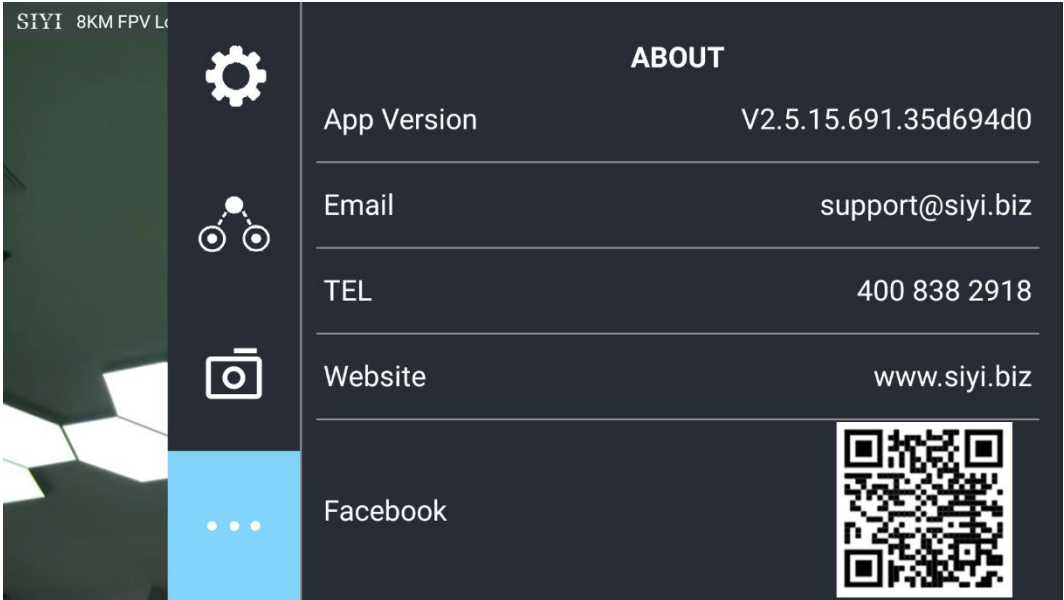 SIYI 8KM FPV
ABOUT
App Version V2.5.15.691.35d694d0
Email support@siyi.biz
TEL 400 838 2918
Website www.siyi.biz
Facebook